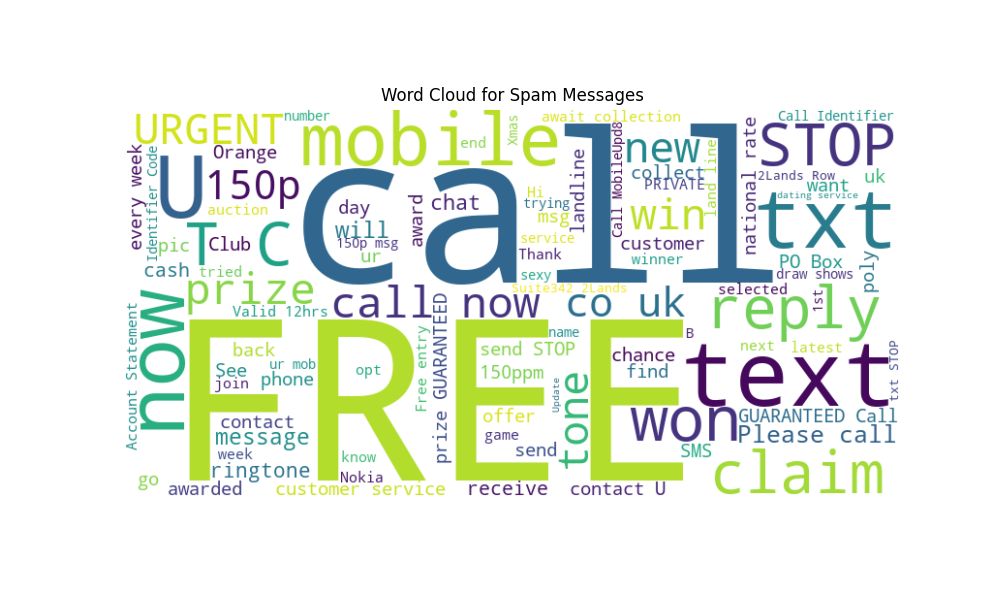 Word Cloud for Spam Messages
URGENT
number
mobile
end
Xmas
await collection
Call Identifier
call
STOP
new
every week
Identifier Code
U
Orange
150p
auction
landline
collect
PRIVATE
Call MobileUpd8
land line
national rate
2Lands Row
want
uk
dating service
txt
T C
Club
pic
day
will
150p msg
ur
award
chat
Hi
trying
msg
service
Thank
win
customer
winner
PO Box
draw shows
poly
cash
tried
prize
sexy
Suite342 2Lands
selected
1st
Valid 12hrs
call now
co uk
reply
now
Account Statement
FREE
back
See
join
ur mob
phone
opt
Free entry
prize GUARANTEED
send STOP
150ppm
name
Update
chance
find
B
text
next
latest
txt STOP
contact
message
week
ringtone
offer
game
send
tone
won
GUARANTEED Call
Please call
SMS
know
Nokia
go
awarded
customer service
receive
contact U
claim